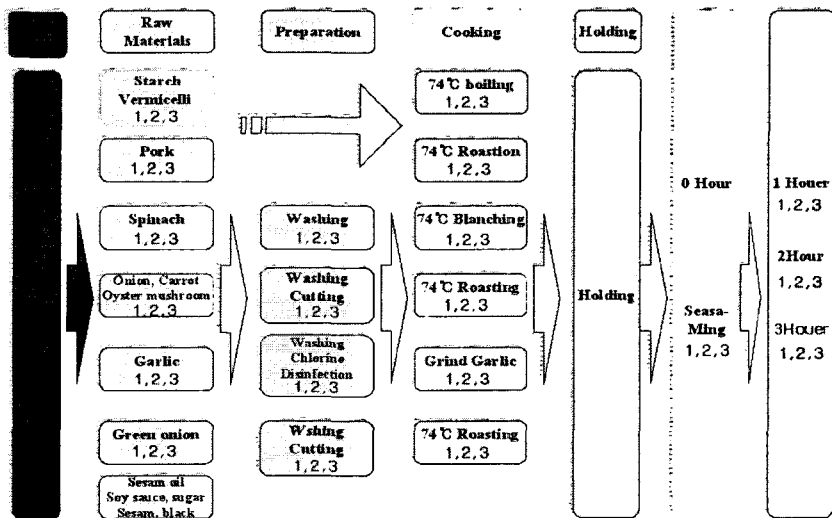 Raw
Materials
Preparation
Cooking
Holding
Starch
Vermicelli
1,2,3
74℃ boiling
1,2,3
Pork
1,2,3
74℃ Roastion
1,2,3
0 Hour
1 Houer
1,2,3
Spinach
1,2,3
Washing
1,2,3
74℃ Blanching
1,2,3
2Hour
1,2,3
Onion, Carrot
Oyster mushroom
1,2,3
Washing
Cutting
1,2,3
74℃ Roasting
1,2,3
Holding
Seasa-
Ming
1,2,3
3Houer
1,2,3
Garlic
1,2,3
Washing
Chlorine
Disinfection
1,2,3
Grind Garlic
1,2,3
Green onion
1,2,3
Wshing
Cutting
1,2,3
74℃ Roasting
1,2,3
Sesam oil
Soy sauce, sugar
Sesam, black